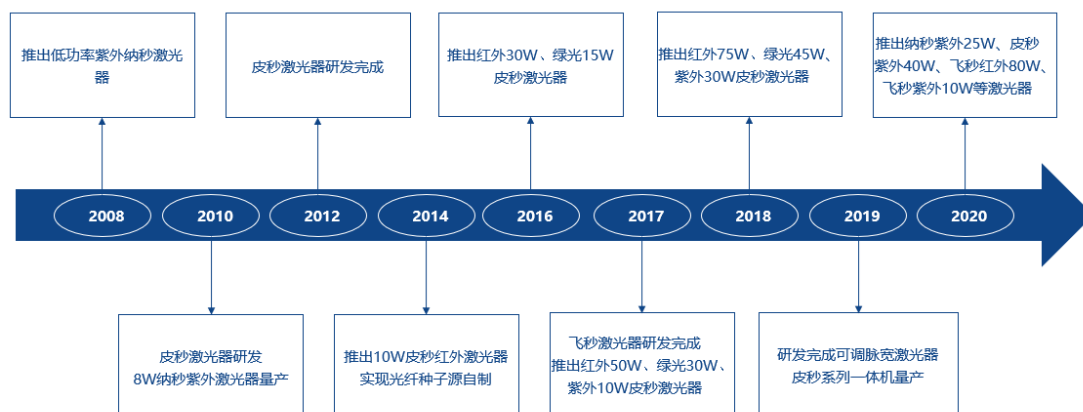 推出低功率紫外纳秒激光
器
皮秒激光器研发完成
推出红外30W、绿光15W
皮秒激光器
推出红外75W、绿光45W、
紫外30W皮秒激光器
推出纳秒紫外25W、皮秒
紫外40W、飞秒红外80W、
飞秒紫外10W等激光器
2008
2010
2012
2014
2016
2017
2018
2019
2020
皮秒激光器研发
8W纳秒紫外激光器量产
推出10W皮秒红外激光器
实现光纤种子源自制
飞秒激光器研发完成
推出红外50W、绿光30W、
紫外10W皮秒激光器
研发完成可调脉宽激光器
皮秒系列一体机量产